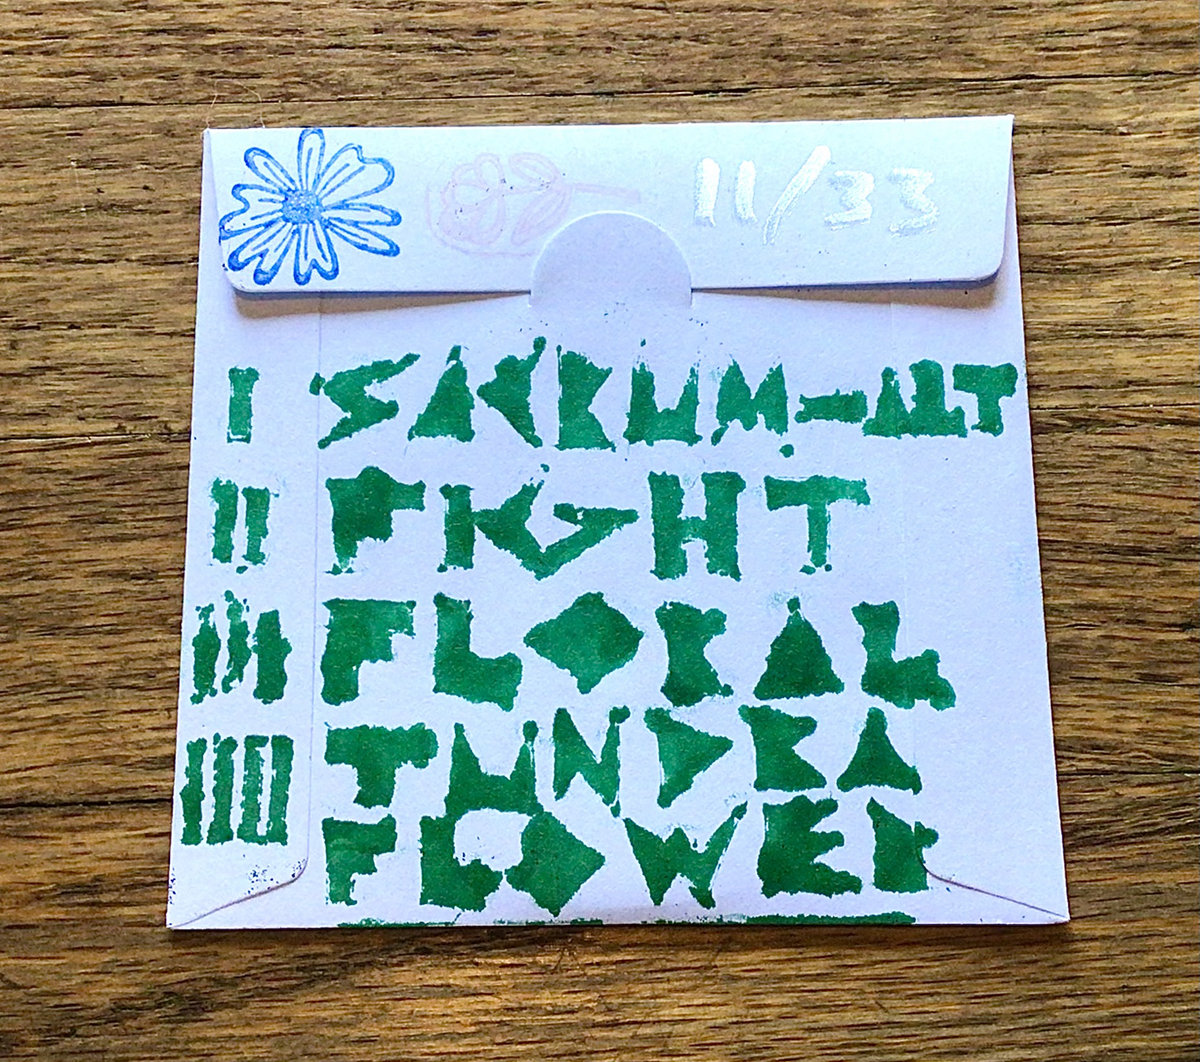 11/33
I SACRUM-ALT
II FIGHT
III FLORAL
IIII TUNDRA
FLOWER